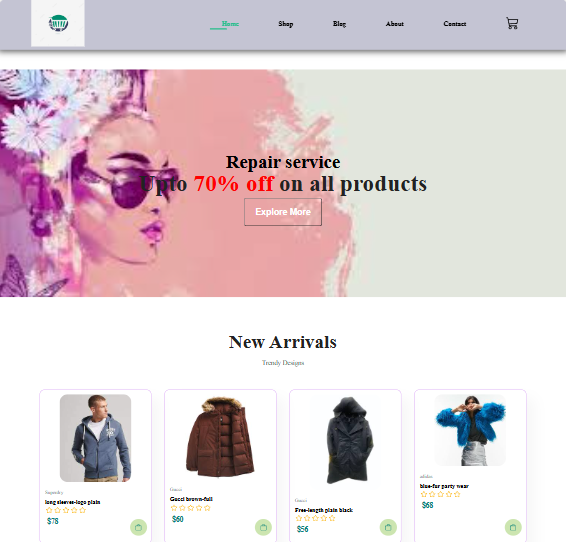 Home Shop Blog About Contact
Repair service
Upto 70% off on all products
Explore More
New Arrivals
Trendy Designs
Superdry
long sleeves-logo plain
$78
Gucci
Gucci brown-full
$60
Gucci
Free-length plain black
$56
adidas
blue-fur party wear
$68